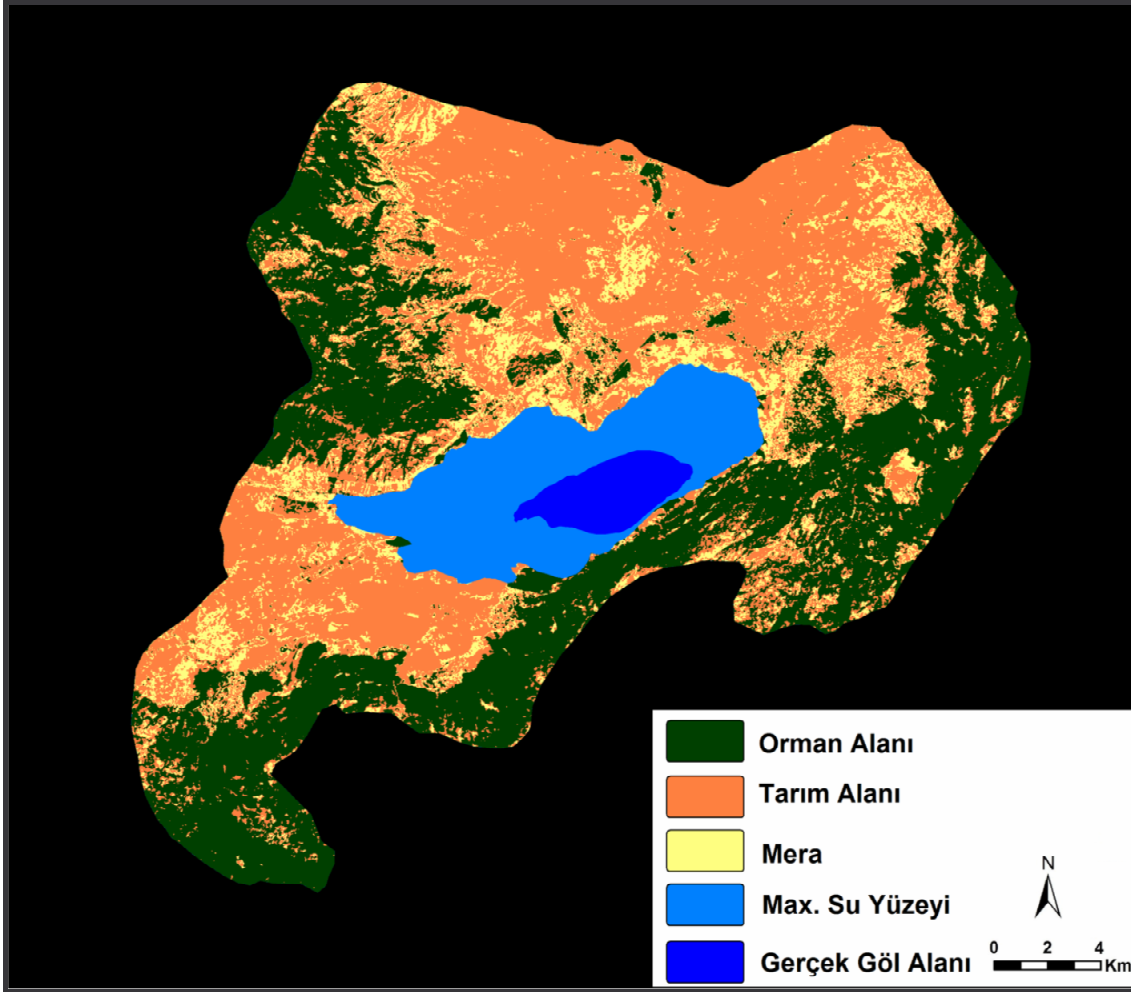 Orman Alanı
Tarım Alanı
Mera
Max. Su Yüzeyi
Gerçek Göl Alanı
N
0 2 4
Km